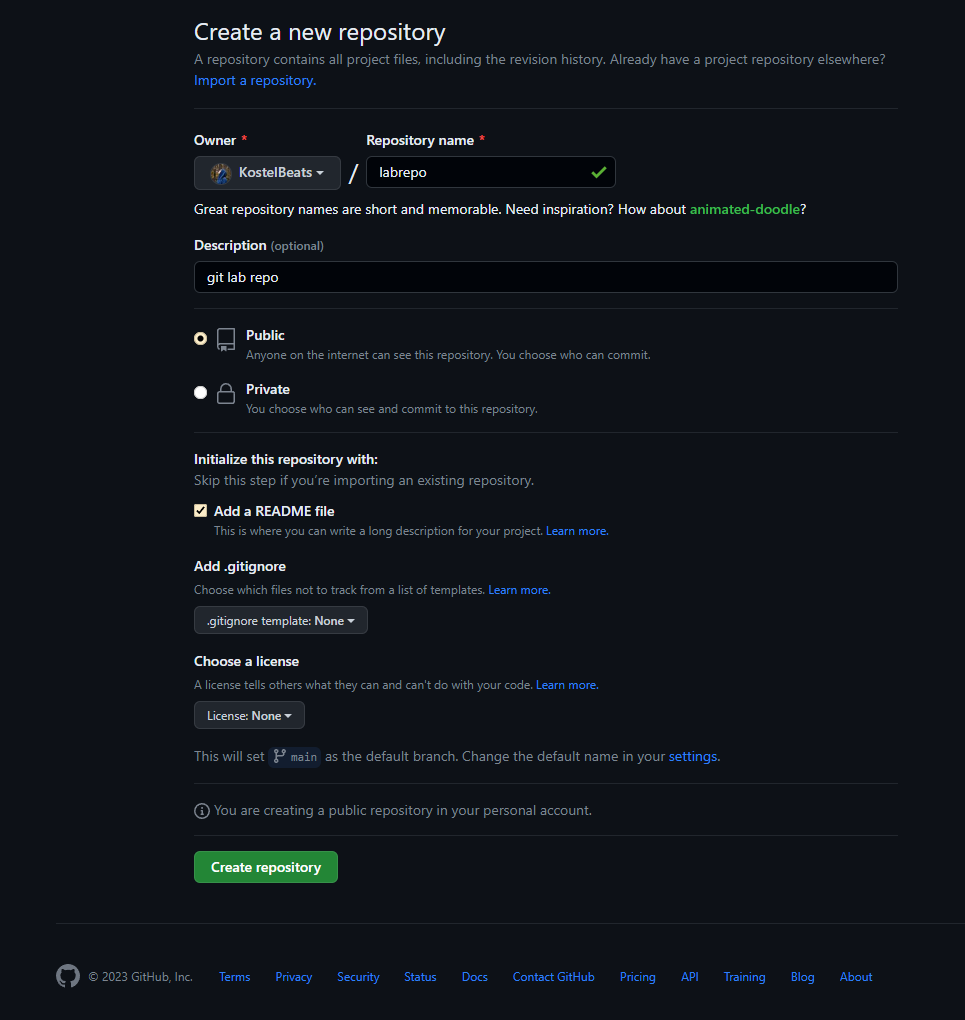 Create a new repository
A repository contains all project files, including the revision history. Already have a project repository elsewhere?
Import a repository.
Owner * Repository name *
KostelBeats / labrepo
Great repository names are short and memorable. Need inspiration? How about animated-doodle?
Description (optional)
git lab repo
Public
Anyone on the internet can see this repository. You choose who can commit.
Private
You choose who can see and commit to this repository.
Initialize this repository with:
Skip this step if you're importing an existing repository.
Add a README file
This is where you can write a long description for your project. Learn more.
Add .gitignore
Choose which files not to track from a list of templates. Learn more.
.gitignore template: None
Choose a license
A license tells others what they can and can't do with your code. Learn more.
License: None
This will set main as the default branch. Change the default name in your settings.
You are creating a public repository in your personal account.
Create repository
© 2023 GitHub, Inc. Terms Privacy Security Status Docs Contact GitHub Pricing API Training Blog About